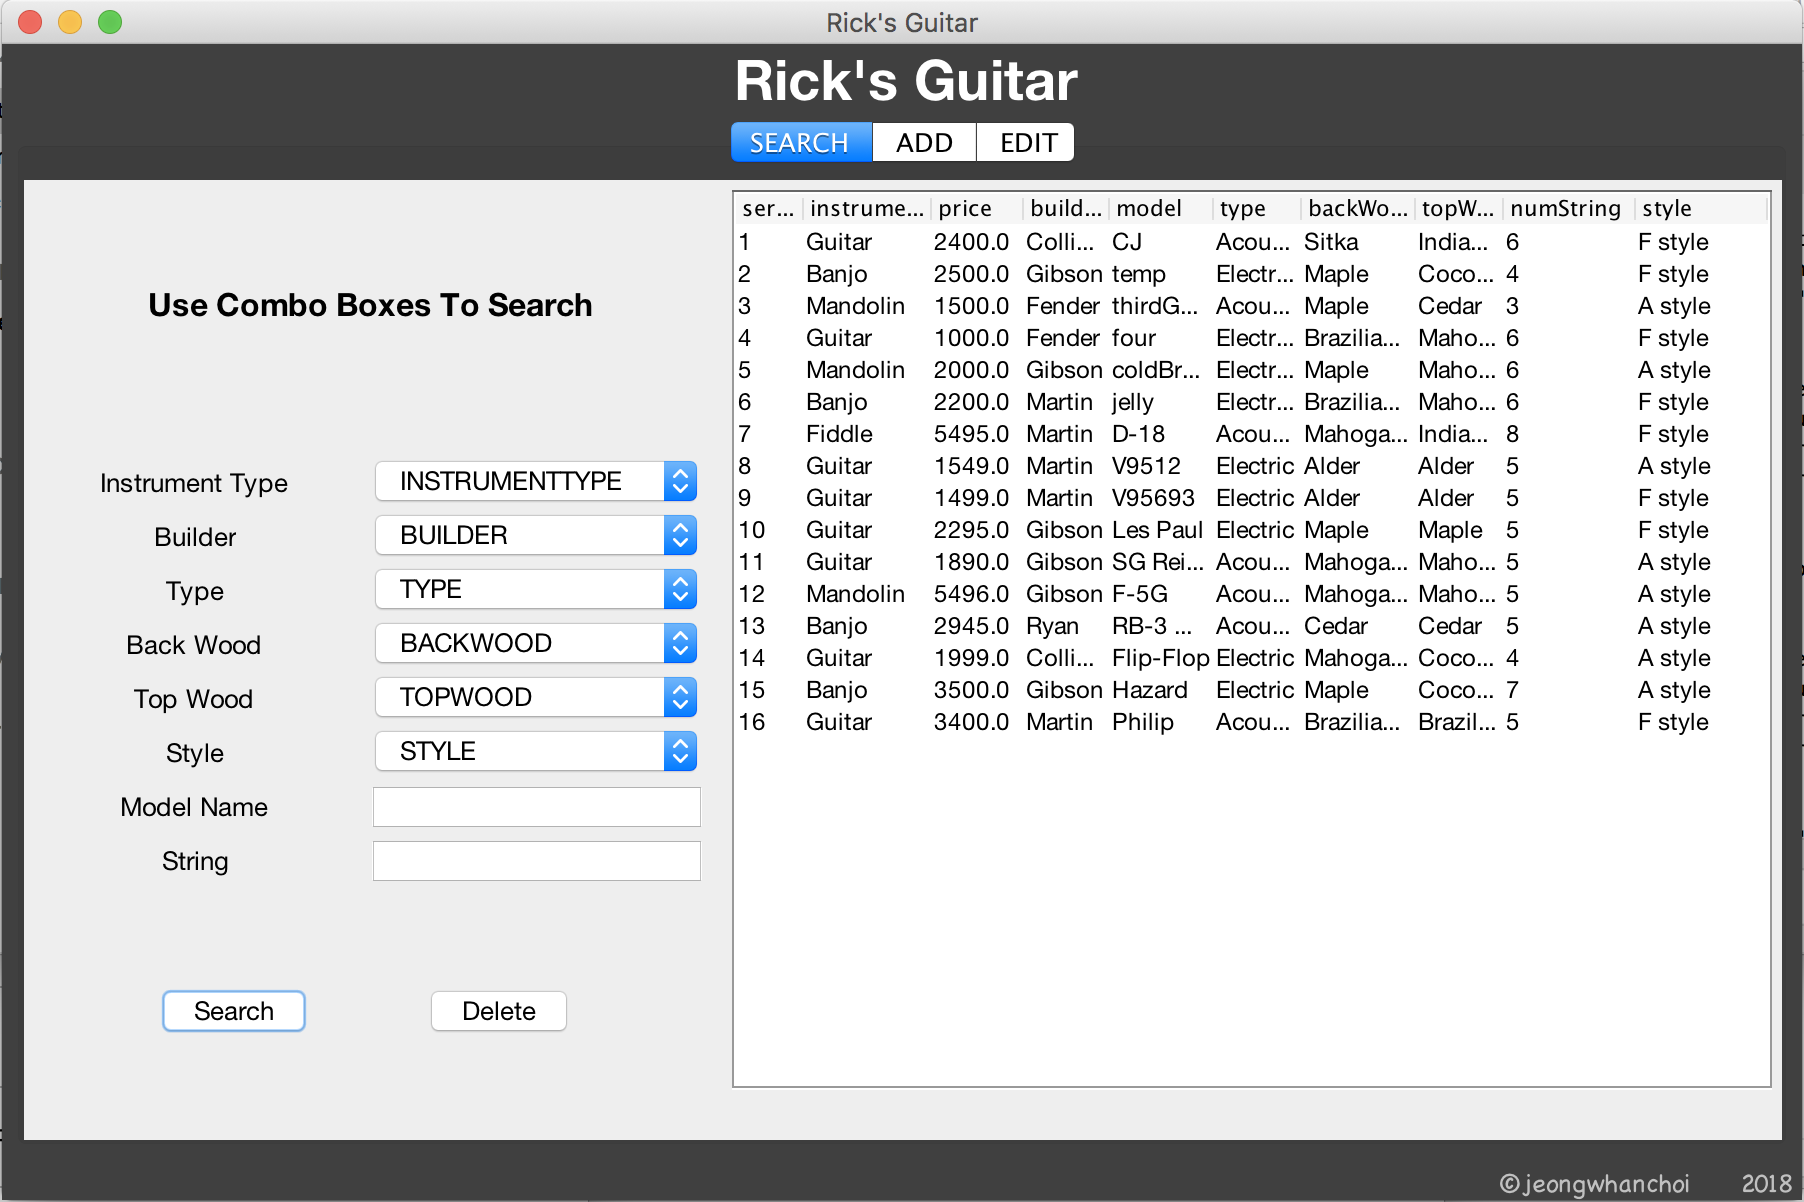 Rick's Guitar
Rick's Guitar
SEARCH ADD EDIT
Use Combo Boxes To Search
Instrument Type INSTRUMENTTYPE
Builder BUILDER
Type TYPE
Back Wood BACKWOOD
Top Wood TOPWOOD
Style STYLE
Model Name
String
Search Delete
ser... instrume... price build... model type backWo... topW... numString style
1 Guitar 2400.0 Colli... CJ Acou... Sitka India... 6 F style
2 Banjo 2500.0 Gibson temp Electr... Maple Coco... 4 F style
3 Mandolin 1500.0 Fender thirdG... Acou... Maple Cedar 3 A style
4 Guitar 1000.0 Fender four Electr... Brazilia... Maho... 6 F style
5 Mandolin 2000.0 Gibson coldBr... Electr... Maple Maho... 6 A style
6 Banjo 2200.0 Martin jelly Electr... Brazilia... Maho... 6 F style
7 Fiddle 5495.0 Martin D-18 Acou... Mahoga... India... 8 F style
8 Guitar 1549.0 Martin V9512 Electric Alder Alder 5 A style
9 Guitar 1499.0 Martin V95693 Electric Alder Alder 5 F style
10 Guitar 2295.0 Gibson Les Paul Electric Maple Maple 5 F style
11 Guitar 1890.0 Gibson SG Rei... Acou... Mahoga... Maho... 5 A style
12 Mandolin 5496.0 Gibson F-5G Acou... Mahoga... Maho... 5 A style
13 Banjo 2945.0 Ryan RB-3 ... Acou... Cedar Cedar 5 A style
14 Guitar 1999.0 Colli... Flip-Flop Electric Mahoga... Coco... 4 A style
15 Banjo 3500.0 Gibson Hazard Electric Maple Coco... 7 A style
16 Guitar 3400.0 Martin Philip Acou... Brazilia... Brazil... 5 F style
©jeongwhanchoi 2018